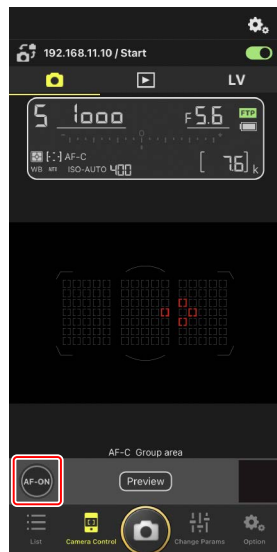 192.168.11.10 / Start
LV
S 1000 F5.6 FTP
AF-C
WB ISO-AUTO 400 [ 7.6] k
AF-C Group area
AF-ON Preview
List Camera Control Change Params Option